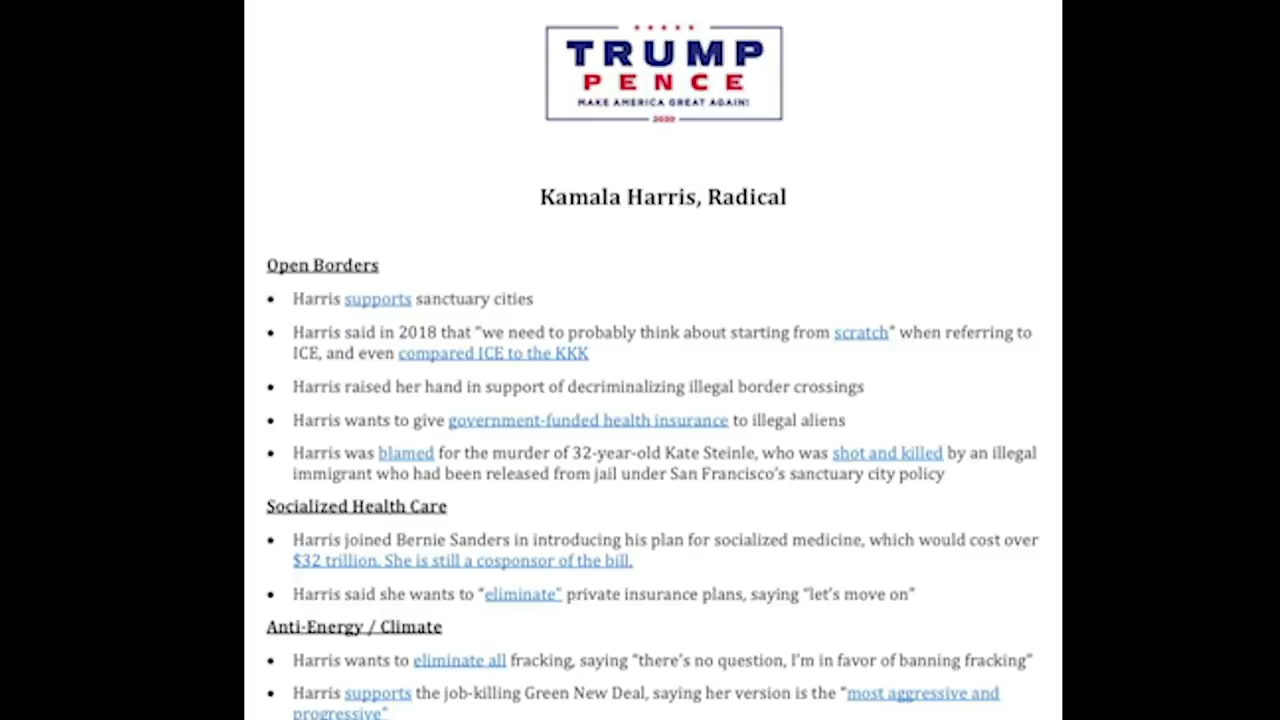 TRUMP
PENCE
MAKE AMERICA GREAT AGAIN!
2020
Kamala Harris, Radical
Open Borders
• Harris supports sanctuary cities
• Harris said in 2018 that “we need to probably think about starting from scratch” when referring to
ICE, and even compared ICE to the KKK
• Harris raised her hand in support of decriminalizing illegal border crossings
• Harris wants to give government-funded health insurance to illegal aliens
• Harris was blamed for the murder of 32-year-old Kate Steinle, who was shot and killed by an illegal
immigrant who had been released from jail under San Francisco’s sanctuary city policy
Socialized Health Care
• Harris joined Bernie Sanders in introducing his plan for socialized medicine, which would cost over
$32 trillion. She is still a cosponsor of the bill.
• Harris said she wants to “eliminate” private insurance plans, saying “let’s move on”
Anti-Energy / Climate
• Harris wants to eliminate all fracking, saying “there’s no question, I’m in favor of banning fracking”
• Harris supports the job-killing Green New Deal, saying her version is the “most aggressive and
progressive”